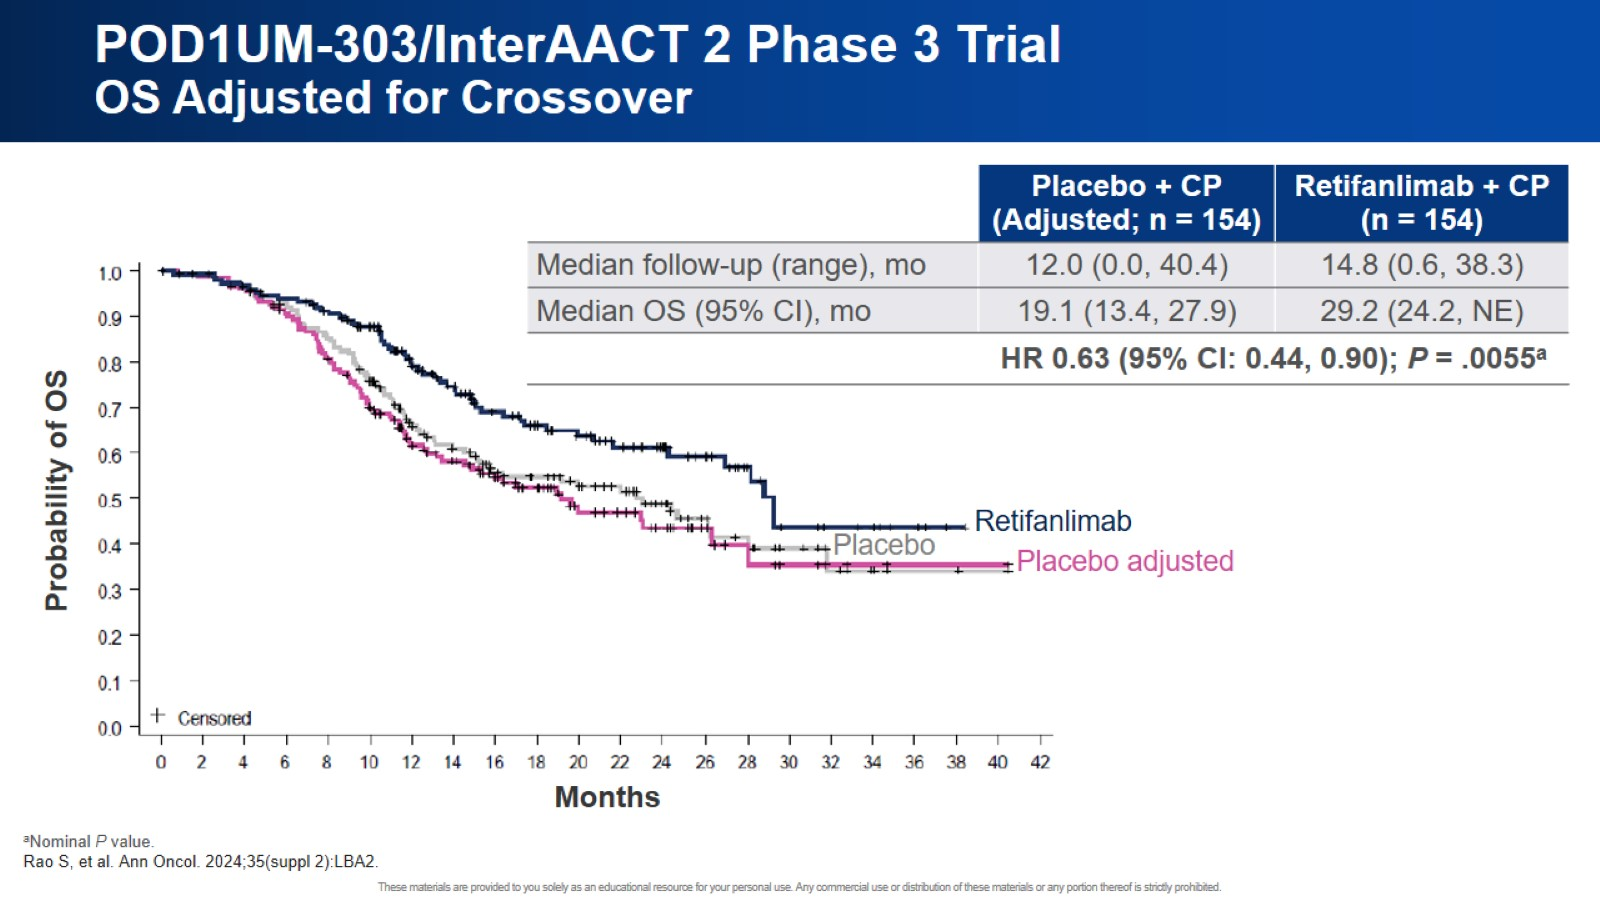 POD1UM-303/InterAACT 2 Phase 3 Trial
OS Adjusted for Crossover
Placebo + CP
(Adjusted; n = 154)
Retifanlimab + CP
(n = 154)
Median follow-up (range), mo 12.0 (0.0, 40.4) 14.8 (0.6, 38.3)
Median OS (95% CI), mo 19.1 (13.4, 27.9) 29.2 (24.2, NE)
HR 0.63 (95% CI: 0.44, 0.90); P = .0055ª
Probability of OS
1.0
0.9
0.8
0.7
0.6
0.5
0.4
0.3
0.2
0.1
0.0
Retifanlimab
Placebo
Placebo adjusted
+ Censored
0 2 4 6 8 10 12 14 16 18 20 22 24 26 28 30 32 34 36 38 40 42
Months
ªNominal P value.
Rao S, et al. Ann Oncol. 2024;35(suppl 2):LBA2.
These materials are provided to you solely as an educational resource for your personal use. Any commercial use or distribution of these materials or any portion thereof is strictly prohibited.